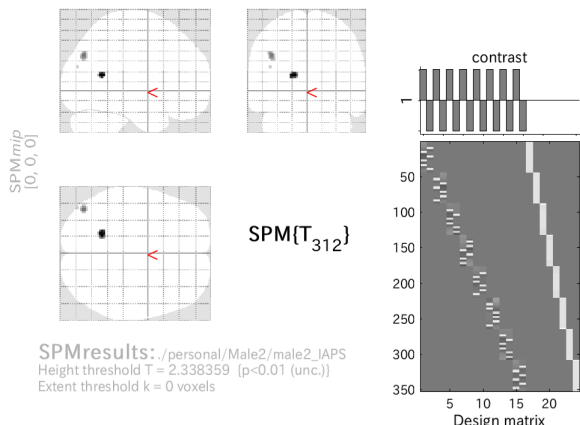 contrast
1
SPMmip
[0, 0, 0]
<
<
<
SPM{T312}
50
100
150
200
250
300
350
5 10 15 20
Design matrix
SPMresults: ./personal/Male2/male2_IAPS
Height threshold T = 2.338359 {p<0.01 (unc.)}
Extent threshold k = 0 voxels